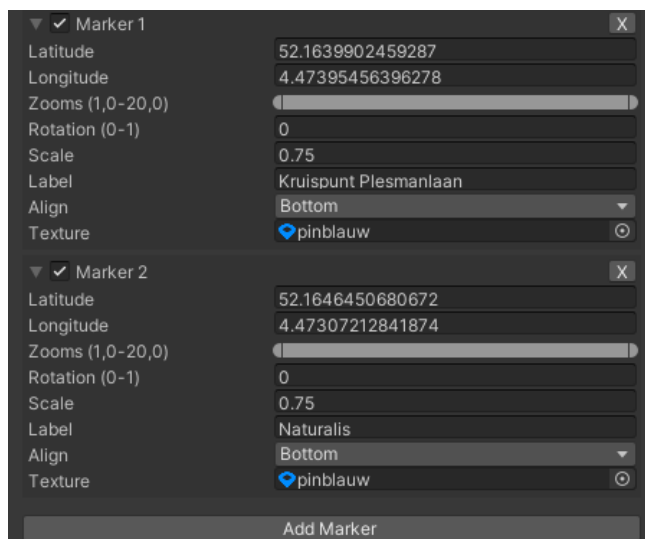 Marker 1 X
Latitude 52.1639902459287
Longitude 4.47395456396278
Zooms (1,0-20,0)
Rotation (0-1) 0
Scale 0.75
Label Kruispunt Plesmanlaan
Align Bottom
Texture pinblauw
Marker 2 X
Latitude 52.1646450680672
Longitude 4.47307212841874
Zooms (1,0-20,0)
Rotation (0-1) 0
Scale 0.75
Label Naturalis
Align Bottom
Texture pinblauw
Add Marker